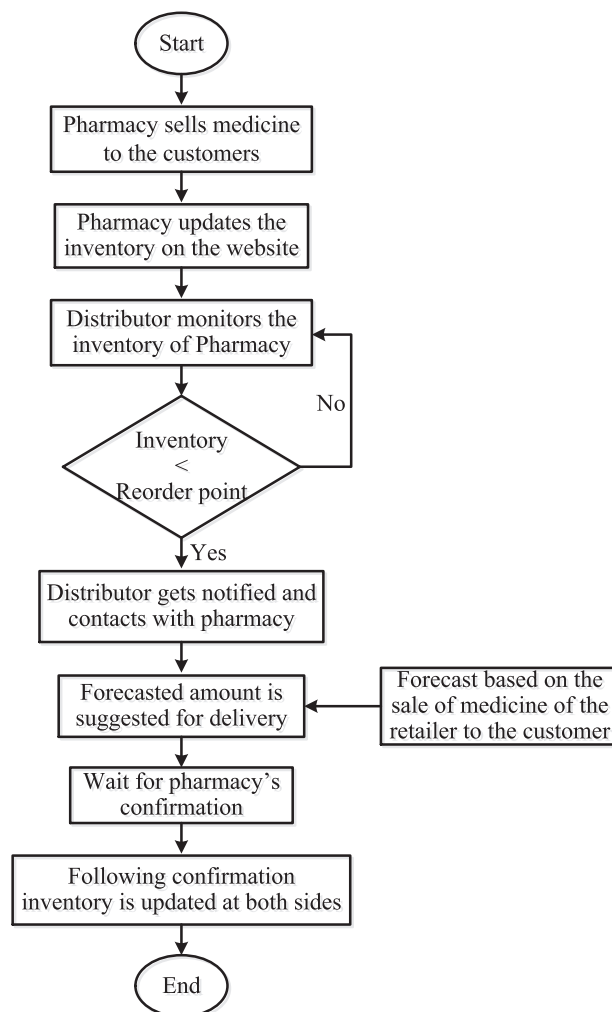 Start
Pharmacy sells medicine
to the customers
Pharmacy updates the
inventory on the website
Distributor monitors the
inventory of Pharmacy
No
Inventory
<
Reorder point
Yes
Distributor gets notified and
contacts with pharmacy
Forecasted amount is
suggested for delivery
Forecast based on the
sale of medicine of the
retailer to the customer
Wait for pharmacy’s
confirmation
Following confirmation
inventory is updated at both sides
End